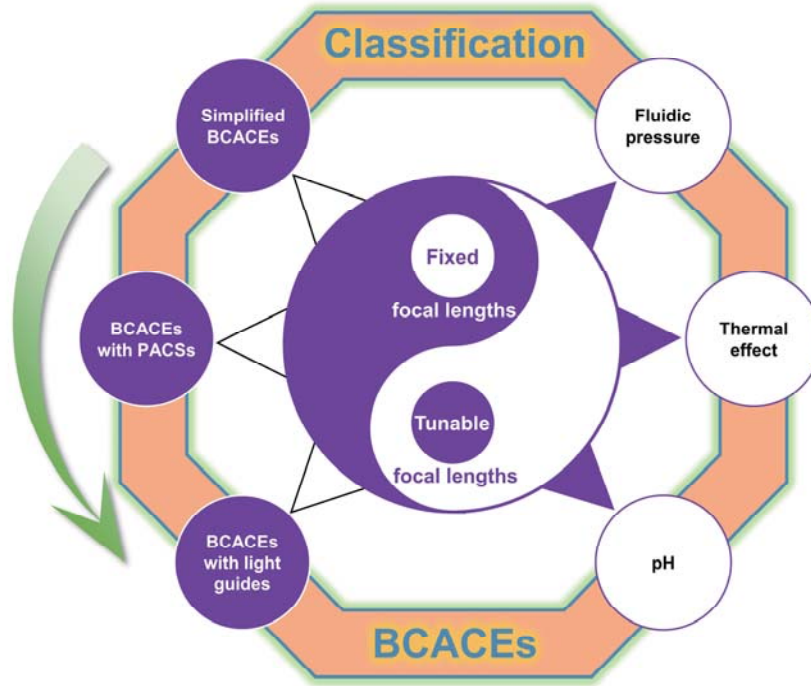 Classification
Simplified
BCACEs
Fluidic
pressure
Fixed
focal lengths
BCACEs
with PACSs
Thermal
effect
Tunable
focal lengths
BCACEs
with light
guides
pH
BCACEs